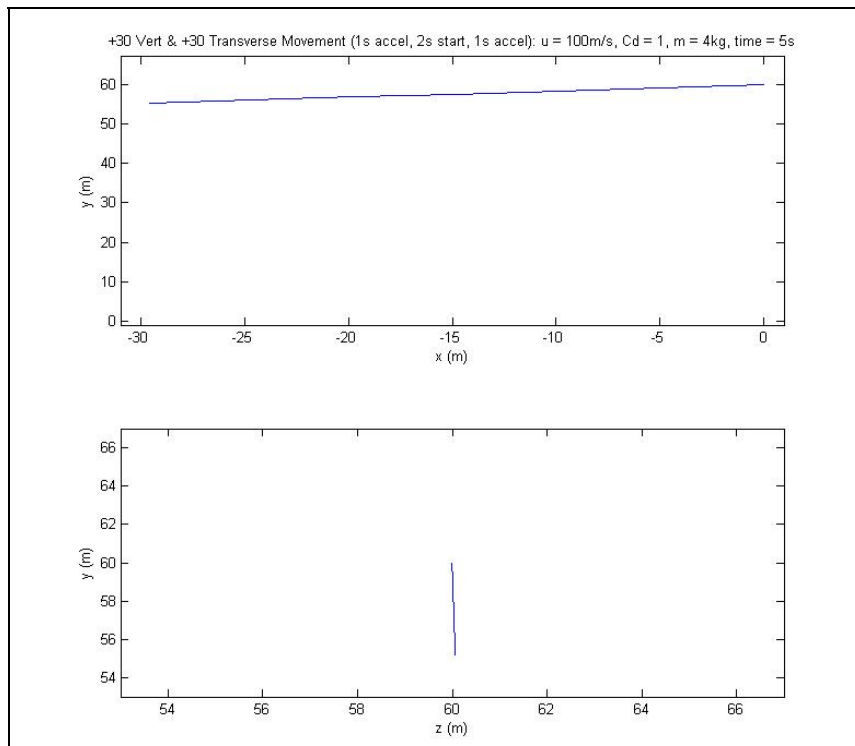 +30 Vert & +30 Transverse Movement (1s accel, 2s start, 1s accel): u = 100m/s, Cd = 1, m = 4kg, time = 5s
60
50
40
30
20
10
0
y (m)
-30 -25 -20 -15 -10 -5 0
x (m)
66
64
62
60
58
56
54
y (m)
54 56 58 60 62 64 66
z (m)